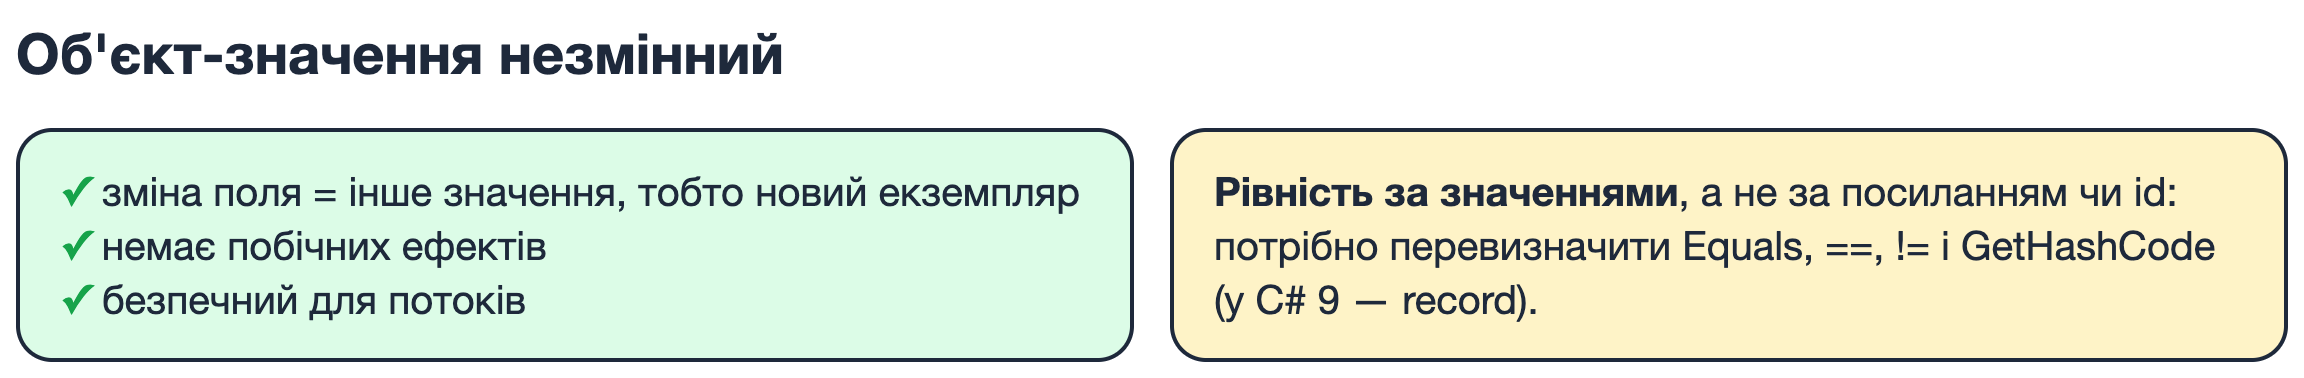 Об'єкт-значення незмінний
✓ зміна поля = інше значення, тобто новий екземпляр
✓ немає побічних ефектів
✓ безпечний для потоків
Рівність за значеннями, а не за посиланням чи id:
потрібно перевизначити Equals, ==, != і GetHashCode
(у C# 9 — record).